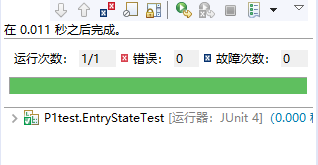 在 0.011 秒之后完成。
运行次数： 1/1 错误： 0 故障次数： 0
P1test.EntryStateTest [运行器：JUnit 4] (0.000